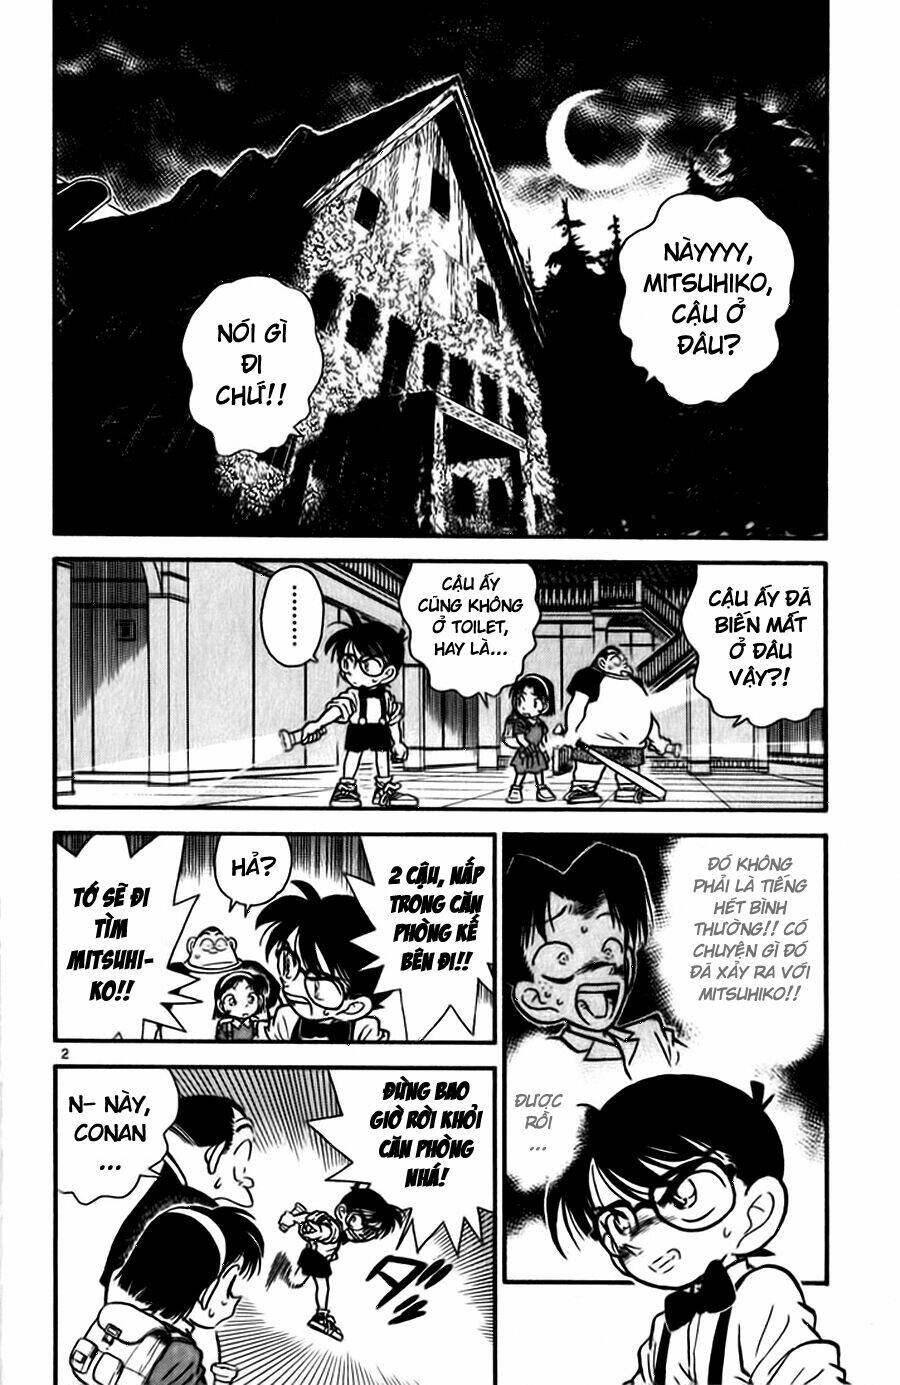 NÀYYYY,
MITSUHIKO,
CẬU Ở
ĐÂU?
NÓI GÌ
ĐI
CHỨ!!
CẬU ẤY ĐÃ
BIẾN MẤT
Ở ĐÂU
VẬY?!
CẬU ẤY
CŨNG KHÔNG
Ở TOILET,
HAY LÀ...
........
ĐÓ KHÔNG
PHẢI LÀ TIẾNG
HÉT BÌNH
THƯỜNG!! CÓ
CHUYỆN GÌ ĐÓ
ĐÃ XẢY RA VỚI
MITSUHIKO!!
ĐƯỢC
RỒI
...
2 CẬU, NẤP
TRONG CĂN
PHÒNG KẾ
BÊN ĐI!!
HẢ?
TỚ SẼ ĐI
TÌM
MITSUHI-
KO!!
2
ĐỪNG BAO
GIỜ RỜI KHỎI
CĂN PHÒNG
NHÁ!
N- NÀY,
CONAN
...
ダッ